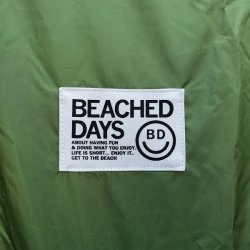 BEACHED
DAYS
BD
ABOUT HAVING FUN
& DOING WHAT YOU ENJOY.
LIFE IS SHORT... ENJOY IT..
GET TO THE BEACH